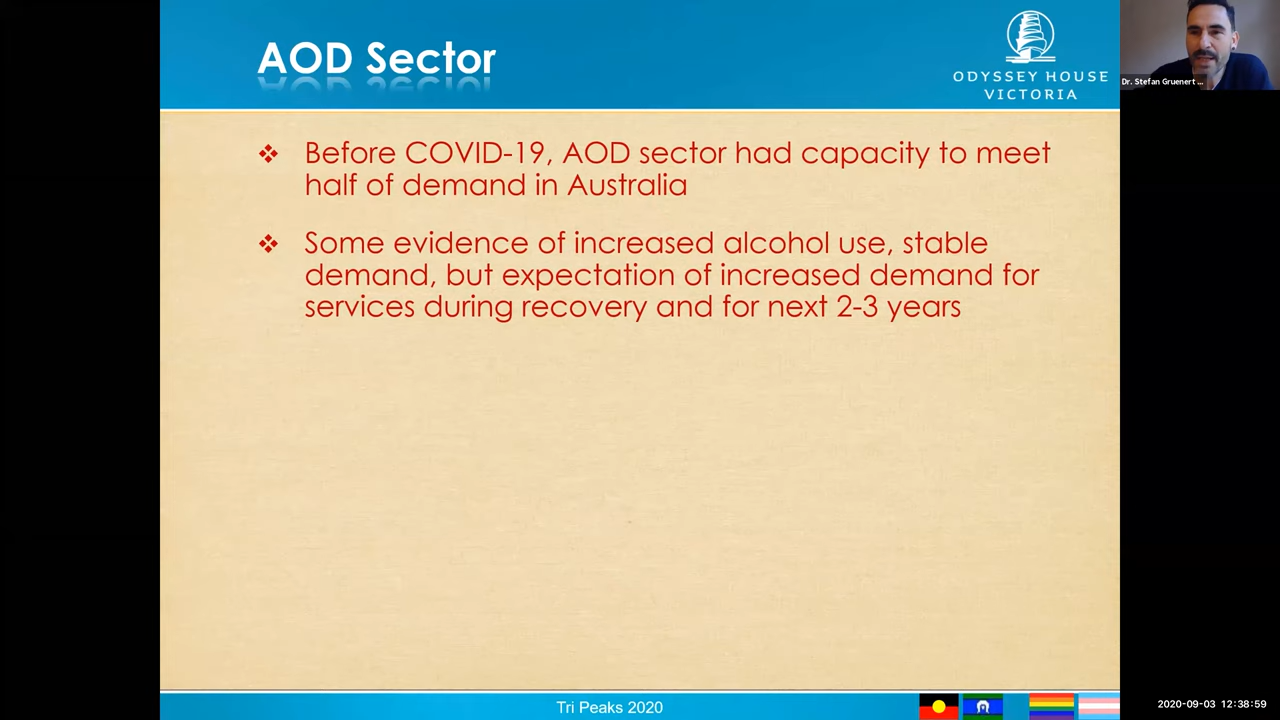 AOD Sector
ODYSSEY HOUSE
VICTORIA
Dr. Stefan Gruenert ...
❖ Before COVID-19, AOD sector had capacity to meet
half of demand in Australia
❖ Some evidence of increased alcohol use, stable
demand, but expectation of increased demand for
services during recovery and for next 2-3 years
Tri Peaks 2020
2020-09-03 12:38:59